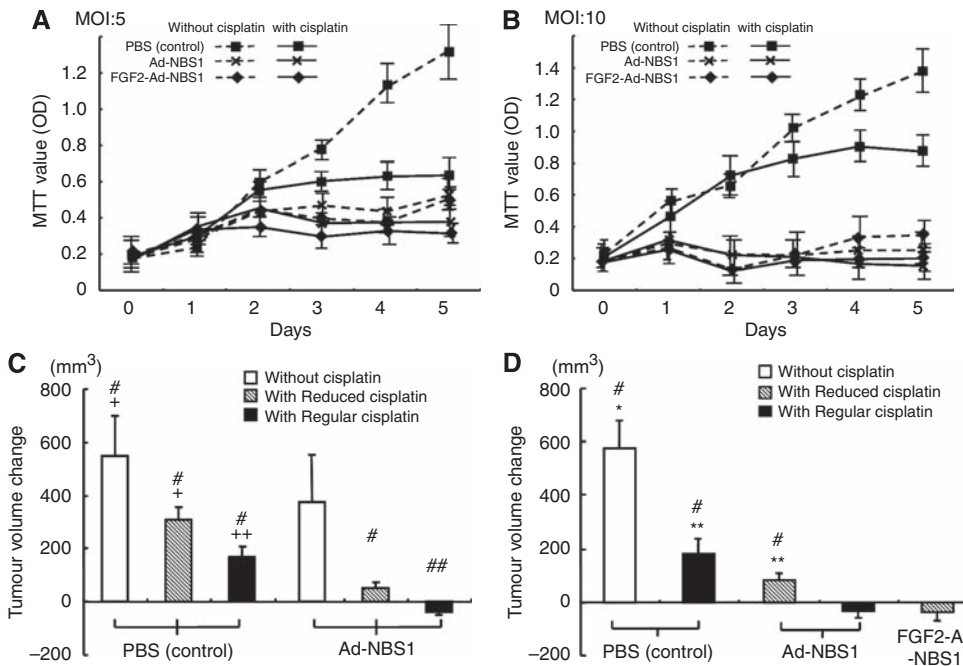 A MOI:5
Without cisplatin with cisplatin
PBS (control)
Ad-NBS1
FGF2-Ad-NBS1
MTT value (OD)
1.2
1.0
0.8
0.6
0.4
0.2
0
0 1 2 3 4 5
Days
B MOI:10
Without cisplatin with cisplatin
PBS (control)
Ad-NBS1
FGF2-Ad-NBS1
MTT value (OD)
1.4
1.2
1.0
0.8
0.6
0.4
0.2
0
0 1 2 3 4 5
Days
C (mm3)
Without cisplatin
With Reduced cisplatin
With Regular cisplatin
Tumour volume change
800
600
400
200
0
−200
#
+
#
+
#
++
#
##
PBS (control) Ad-NBS1
D (mm3)
Without cisplatin
With Reduced cisplatin
With Regular cisplatin
Tumour volume change
800
600
400
200
0
−200
#
*
#
**
#
**
PBS (control) Ad-NBS1 FGF2-A
-NBS1